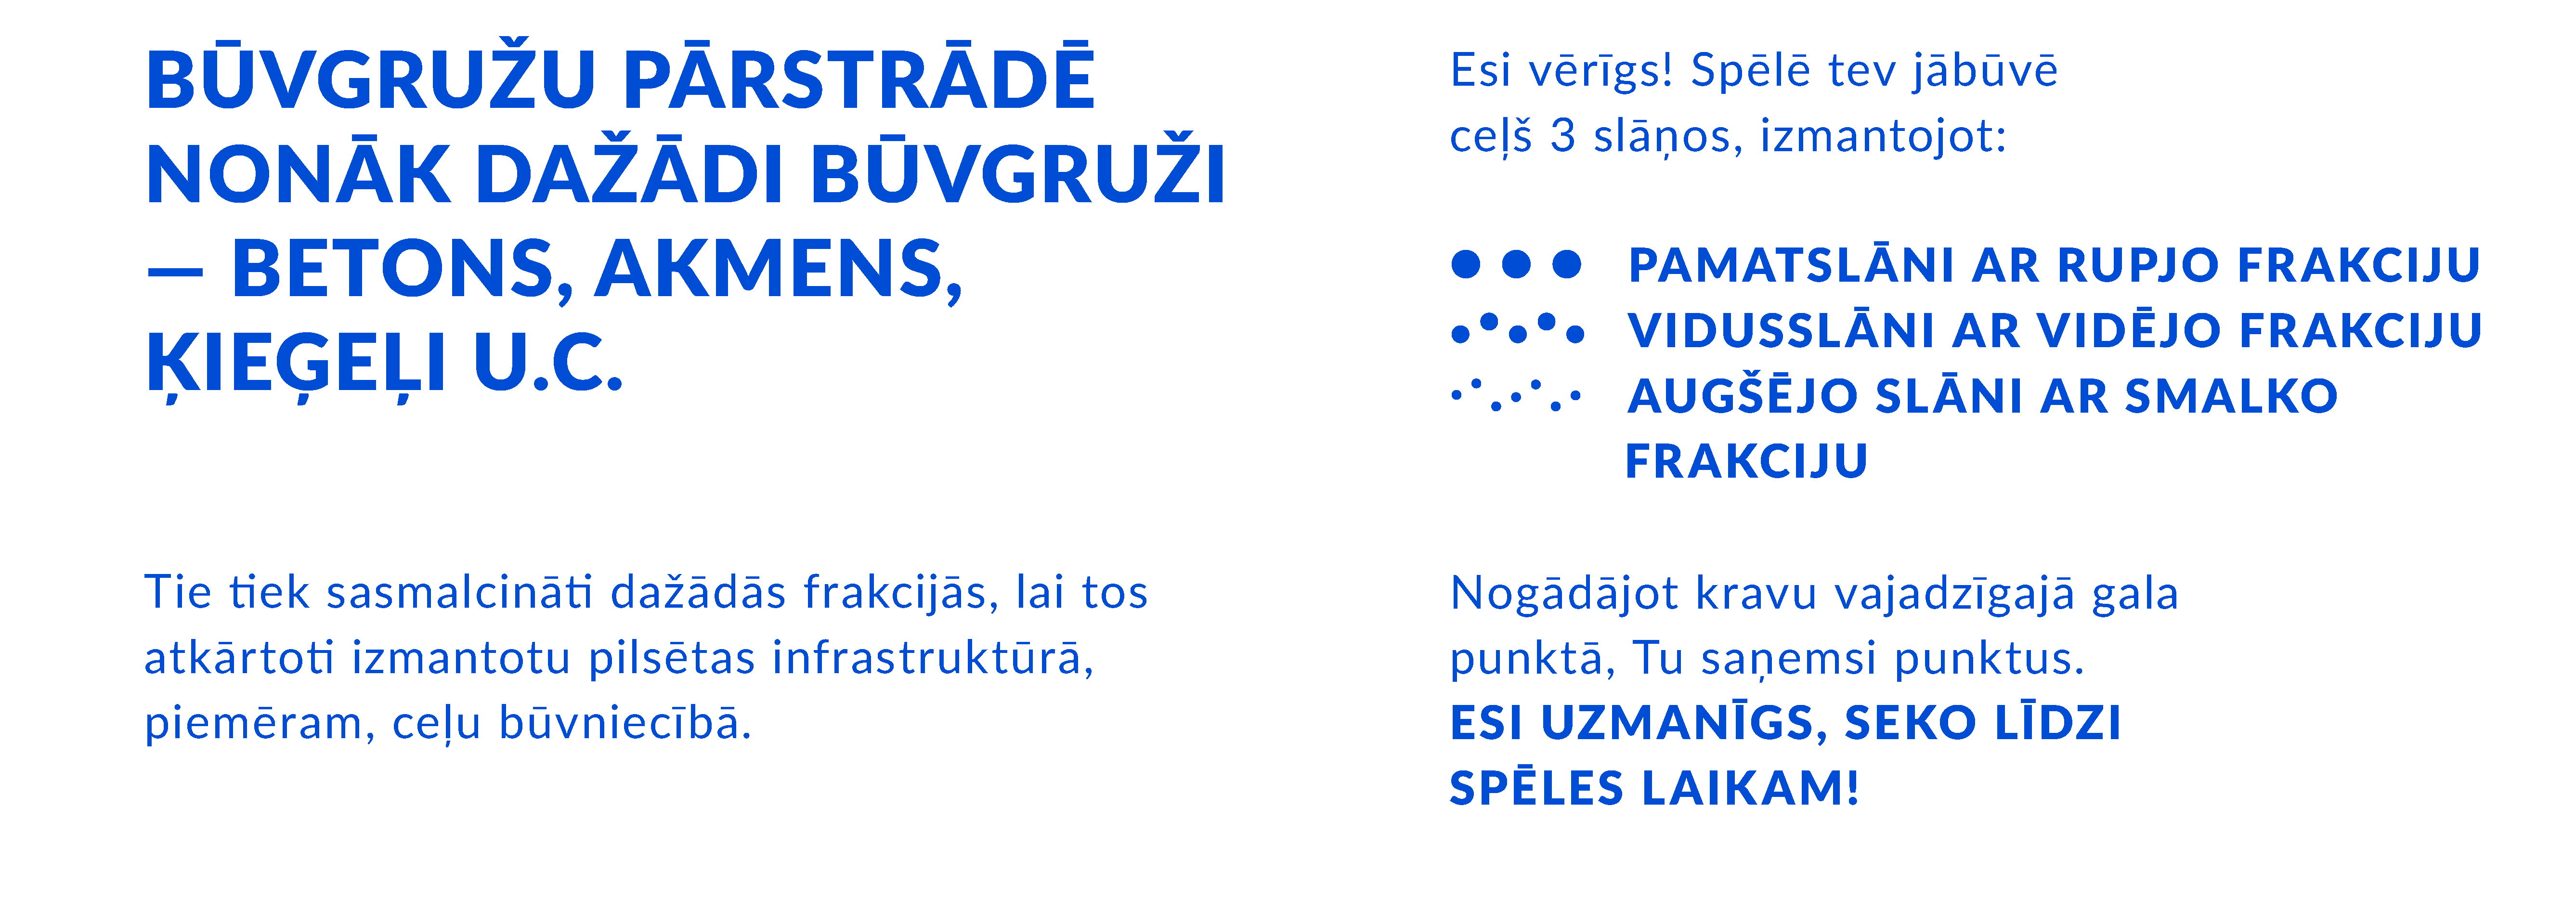 BŪVGRUŽU PĀRSTRĀDĒ
NONĀK DAŽĀDI BŪVGRUŽI
— BETONS, AKMENS,
ĶIEĢEĻI U.C.
Tie tiek sasmalcināti dažādās frakcijās, lai tos
atkārtoti izmantotu pilsētas infrastruktūrā,
piemēram, ceļu būvniecībā.
Esi vērīgs! Spēlē tev jābūvē
ceļš 3 slāņos, izmantojot:
PAMATSLĀNI AR RUPJO FRAKCIJU
VIDUSSLĀNI AR VIDĒJO FRAKCIJU
AUGŠĒJO SLĀNI AR SMALKO
FRAKCIJU
Nogādājot kravu vajadzīgajā gala
punktā, Tu saņemsi punktus.
ESI UZMANĪGS, SEKO LĪDZI
SPĒLES LAIKAM!